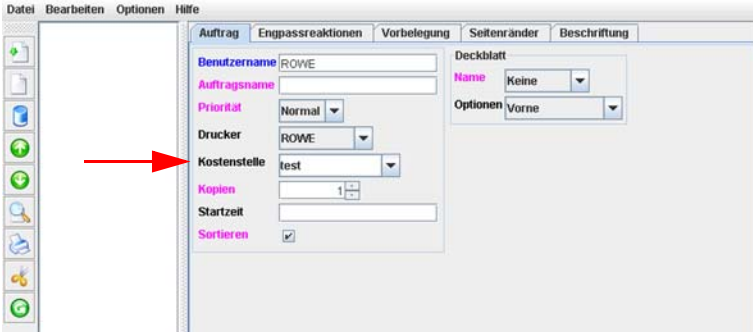 Datei Bearbeiten Optionen Hilfe
Auftrag Engpassreaktionen Vorbelegung Seitenränder Beschriftung
Benutzername ROWE
Auftragsname
Priorität Normal
Drucker ROWE
Kostenstelle test
Kopien 1
Startzeit
Sortieren
Deckblatt
Name Keine
Optionen Vorne